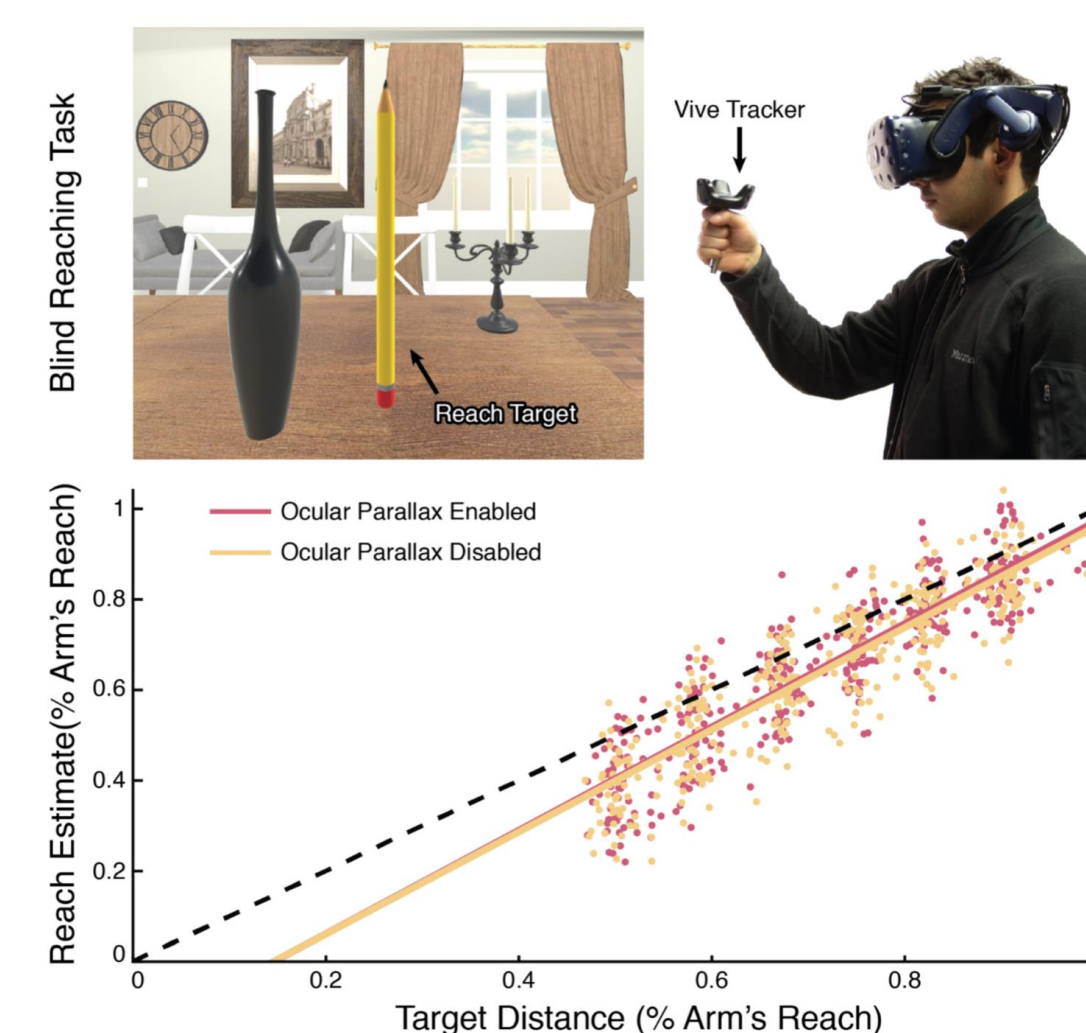 Blind Reaching Task
Vive Tracker
Reach Target
Reach Estimate(% Arm's Reach)
Ocular Parallax Enabled
Ocular Parallax Disabled
1
0.8
0.6
0.4
0.2
0
0
0.2
0.4
0.6
0.8
Target Distance (% Arm's Reach)